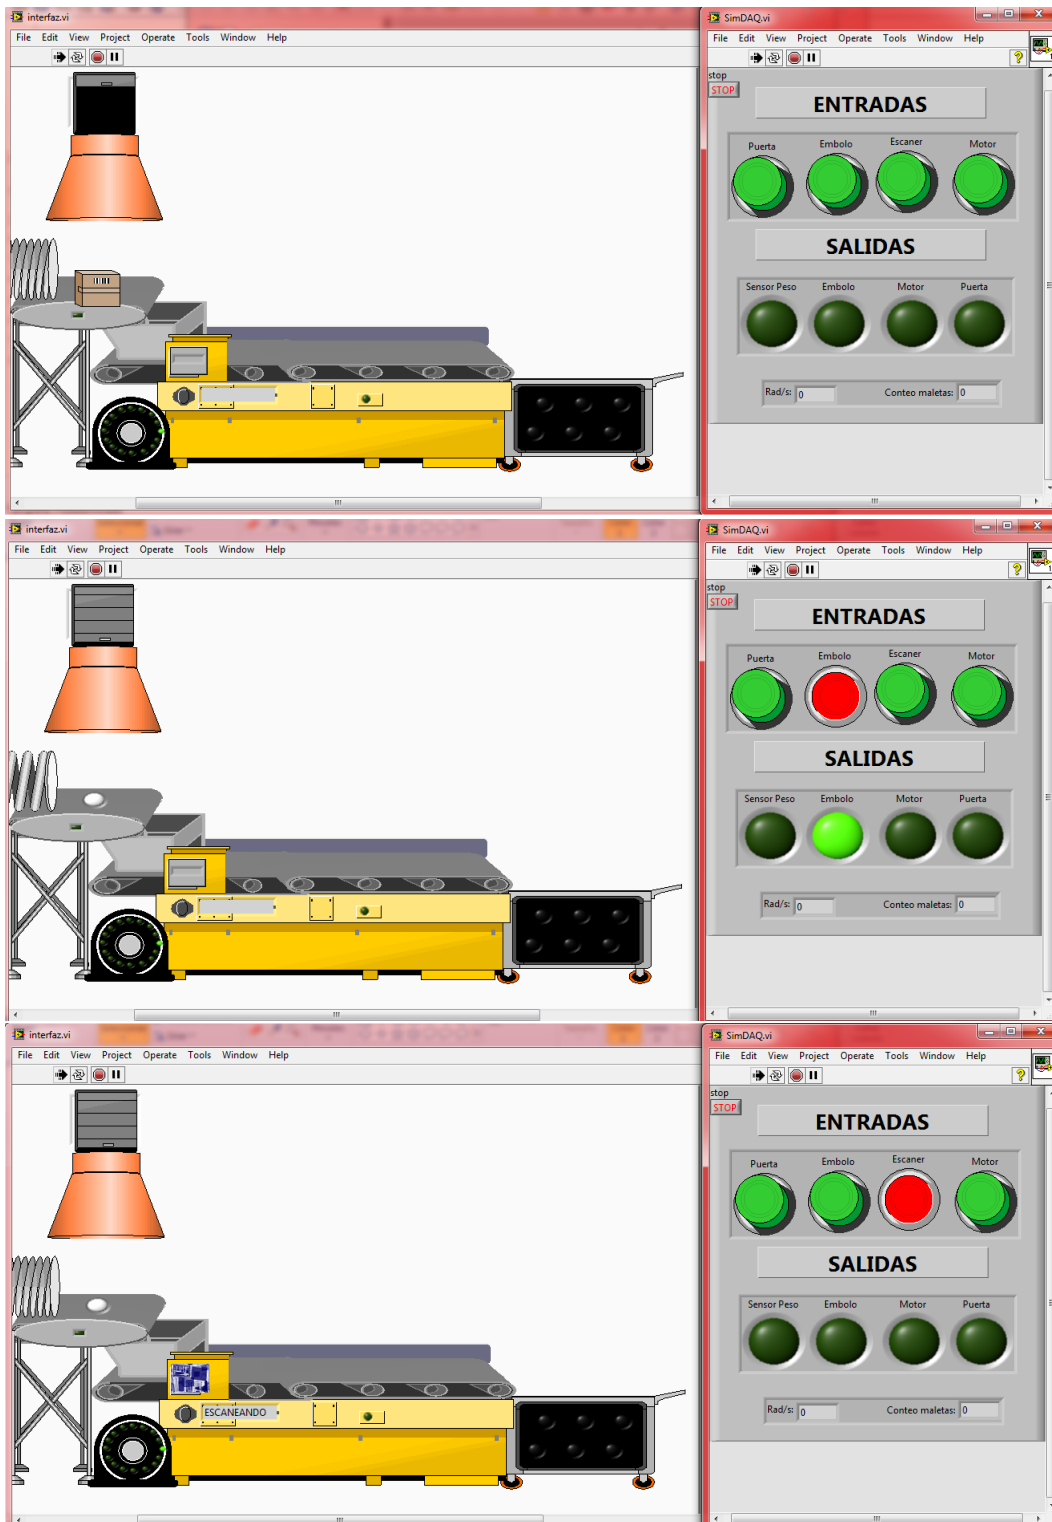 interfaz.vi
File Edit View Project Operate Tools Window Help
SimDAQ.vi
File Edit View Project Operate Tools Window Help
stop
STOP
ENTRADAS
Puerta Embolo Escaner Motor
SALIDAS
Sensor Peso Embolo Motor Puerta
Rad/s: 0 Conteo maletas: 0
interfaz.vi
File Edit View Project Operate Tools Window Help
SimDAQ.vi
File Edit View Project Operate Tools Window Help
stop
STOP
ENTRADAS
Puerta Embolo Escaner Motor
SALIDAS
Sensor Peso Embolo Motor Puerta
Rad/s: 0 Conteo maletas: 0
interfaz.vi
File Edit View Project Operate Tools Window Help
ESCANEANDO
SimDAQ.vi
File Edit View Project Operate Tools Window Help
stop
STOP
ENTRADAS
Puerta Embolo Escaner Motor
SALIDAS
Sensor Peso Embolo Motor Puerta
Rad/s: 0 Conteo maletas: 0